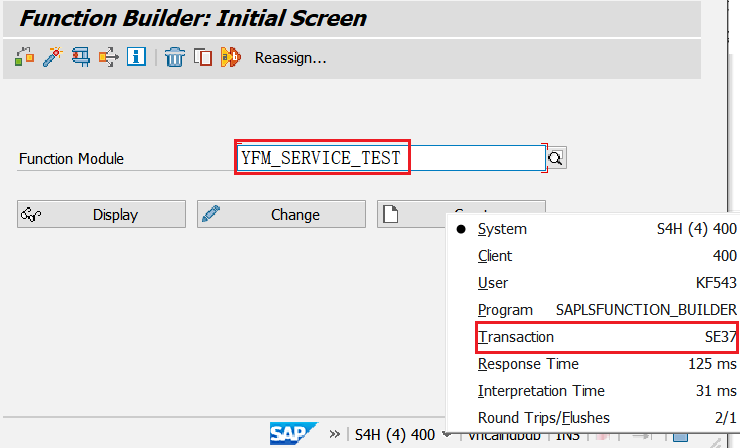 Function Builder: Initial Screen
Reassign...
Function Module YFM_SERVICE_TEST
Display Change
System S4H (4) 400
Client 400
User KF543
Program SAPLSFUNCTION_BUILDER
Transaction SE37
Response Time 125 ms
Interpretation Time 31 ms
Round Trips/Flushes 2/1
SAP S4H (4) 400 INS